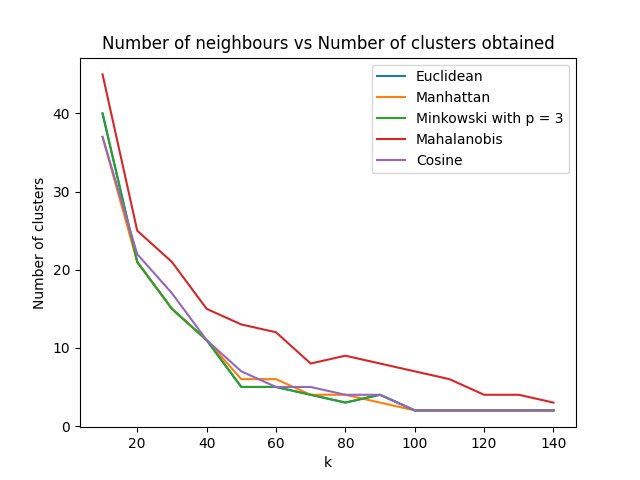 Number of neighbours vs Number of clusters obtained
Euclidean
Manhattan
Minkowski with p = 3
Mahalanobis
Cosine
Number of clusters
40
30
20
10
0
20
40
60
80
100
120
140
k